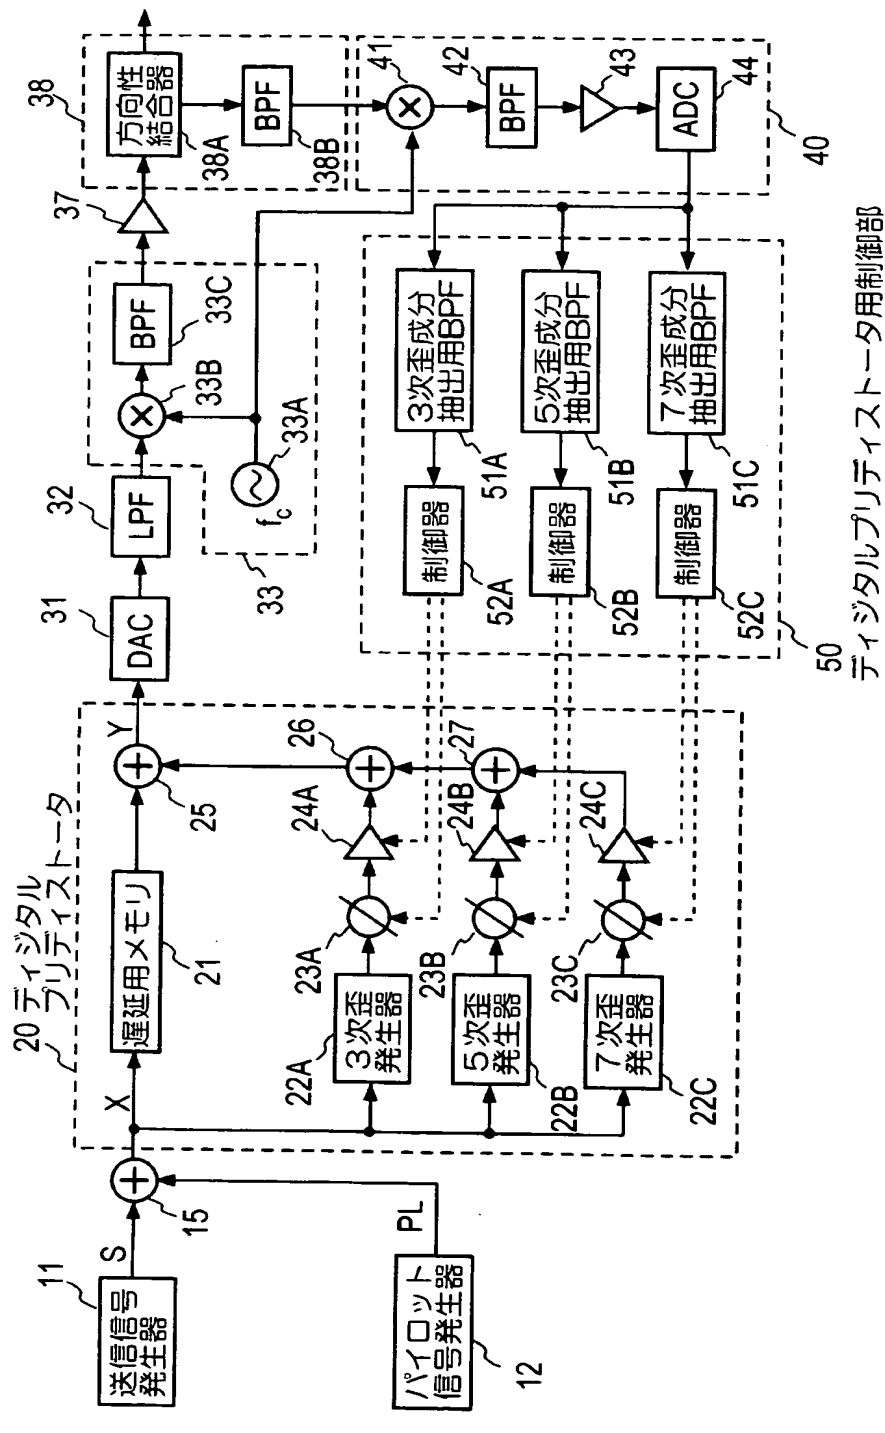 11
送信信号
発生器
S
15
パイロット
信号発生器
12
PL
20 ディジタル
プリディストータ
X
遅延用メモリ
21
25
Y
22A
3次歪
発生器
23A
24A
26
22B
5次歪
発生器
23B
24B
27
22C
7次歪
発生器
23C
24C
31
DAC
32
LPF
33
33A
fc
33B
BPF
33C
37
38
方向性
結合器
38A
BPF
38B
41
42
BPF
43
ADC
44
40
3次歪成分
抽出用BPF
51A
制御器
52A
5次歪成分
抽出用BPF
51B
制御器
52B
7次歪成分
抽出用BPF
51C
制御器
52C
50
ディジタルプリディストータ用制御部